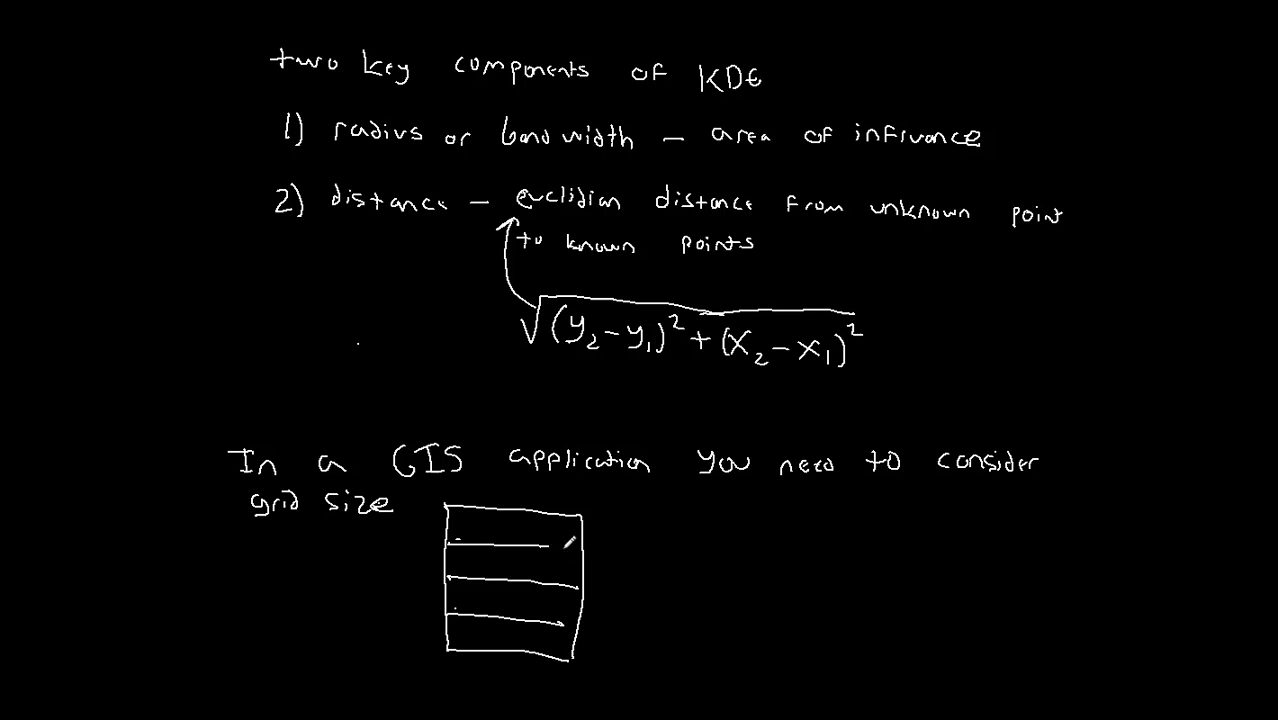 two key components of KDE
1) radius or bandwidth - area of infruance
2) distance - euclidian distance from unknown point
to known points
√(y₂-y₁)²+(x₂-x₁)²
In a GIS application you need to consider
grid size